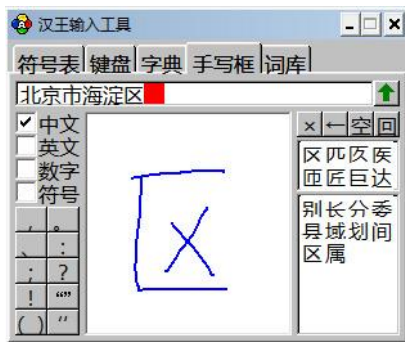 汉王输入工具
符号表 键盘 字典 手写框 词库
北京市海淀区
中文
英文
数字
符号
, 。
、 :
; ?
! “”
( ) “
区
× ← 空 回
区匹仄医
匝匠巨达
别长分委
县域划间
区属